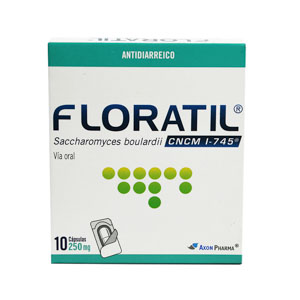 ANTIDIARREICO
FLORATIL®
Saccharomyces boulardii CNCM I-745®
Vía oral
10 Cápsulas
250 mg
AXON PHARMA®